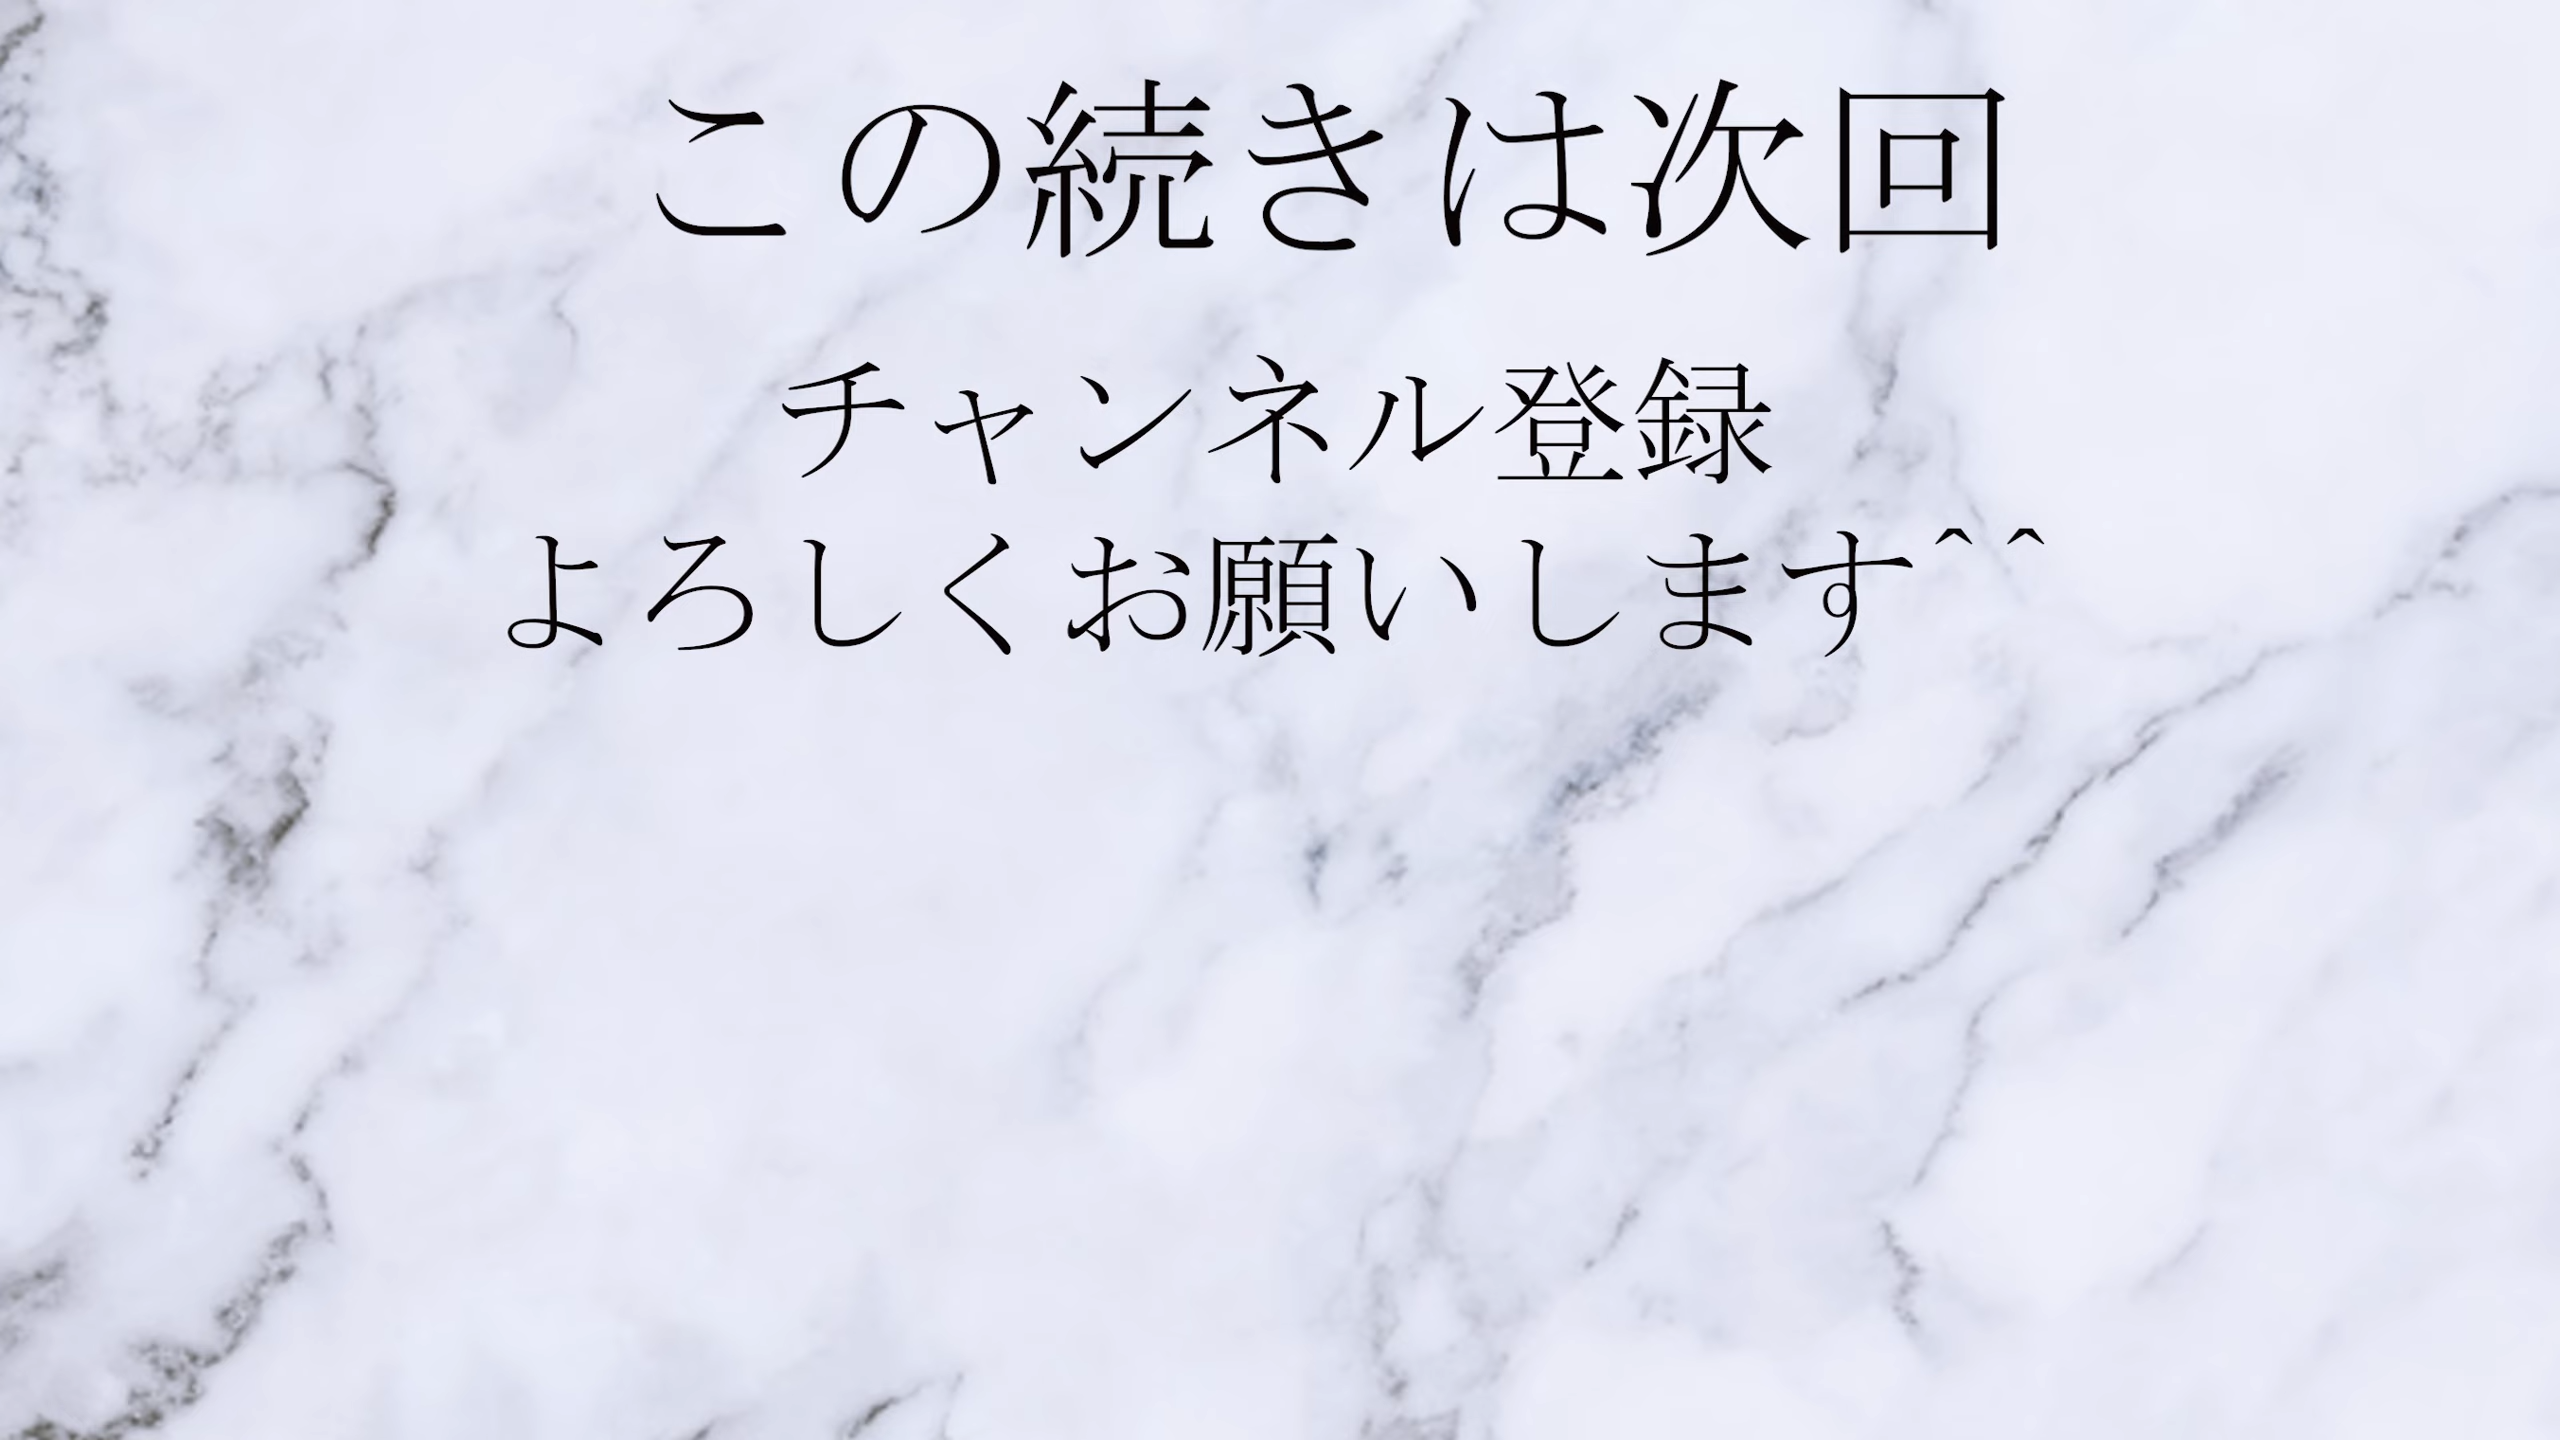 この続きは次回
チャンネル登録
よろしくお願いします^^